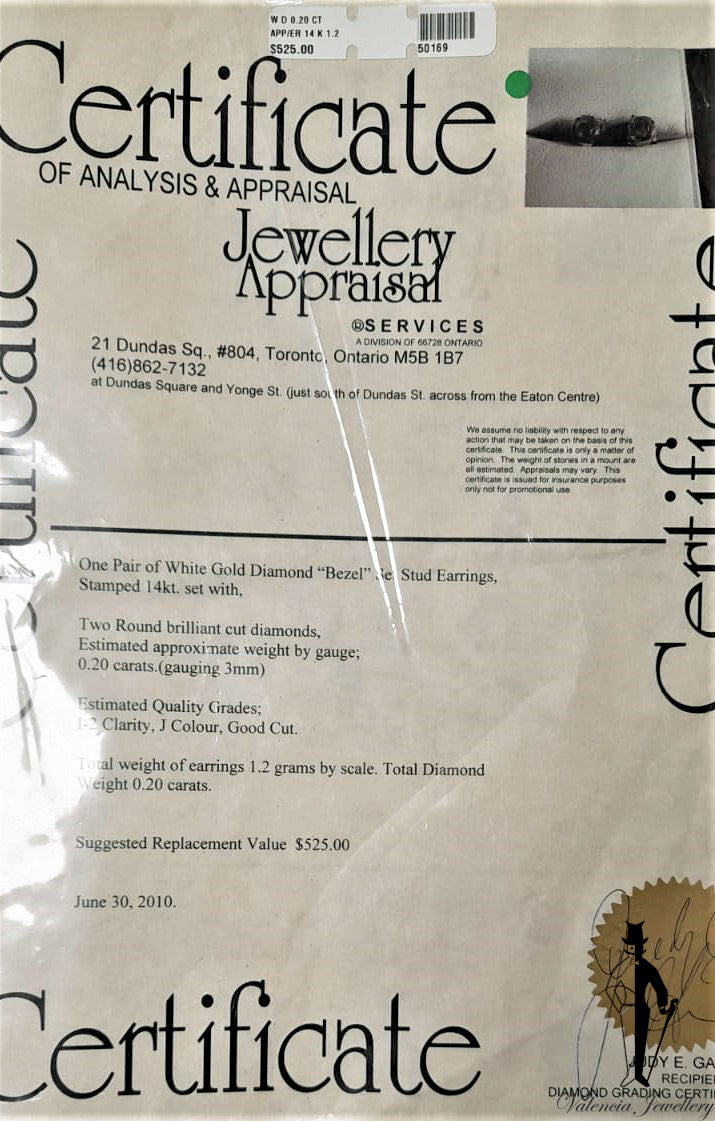 W D 0.20 CT
APP/ER 14 K 1.2
$525.00
50169
Certificate
OF ANALYSIS & APPRAISAL
Jewellery
Appraisal
®SERVICES
A DIVISION OF 66728 ONTARIO
21 Dundas Sq., #804, Toronto, Ontario M5B 1B7
(416)862-7132
at Dundas Square and Yonge St. (just south of Dundas St. across from the Eaton Centre)
We assume no liability with respect to any
action that may be taken on the basis of this
certificate. This certificate is only a matter of
opinion. The weight of stones in a mount are
all estimated. Appraisals may vary. This
certificate is issued for insurance purposes
only not for promotional use.
Certificate
Certificate
One Pair of White Gold Diamond “Bezel” Set Stud Earrings,
Stamped 14kt. set with,
Two Round brilliant cut diamonds,
Estimated approximate weight by gauge;
0.20 carats.(gauging 3mm)
Estimated Quality Grades;
I-2 Clarity, J Colour, Good Cut.
Total weight of earrings 1.2 grams by scale. Total Diamond
Weight 0.20 carats.
Suggested Replacement Value $525.00
June 30, 2010.
Certificate
JUDY E. GA
RECIPIE
DIAMOND GRADING CERTI
Valencia Jewellery